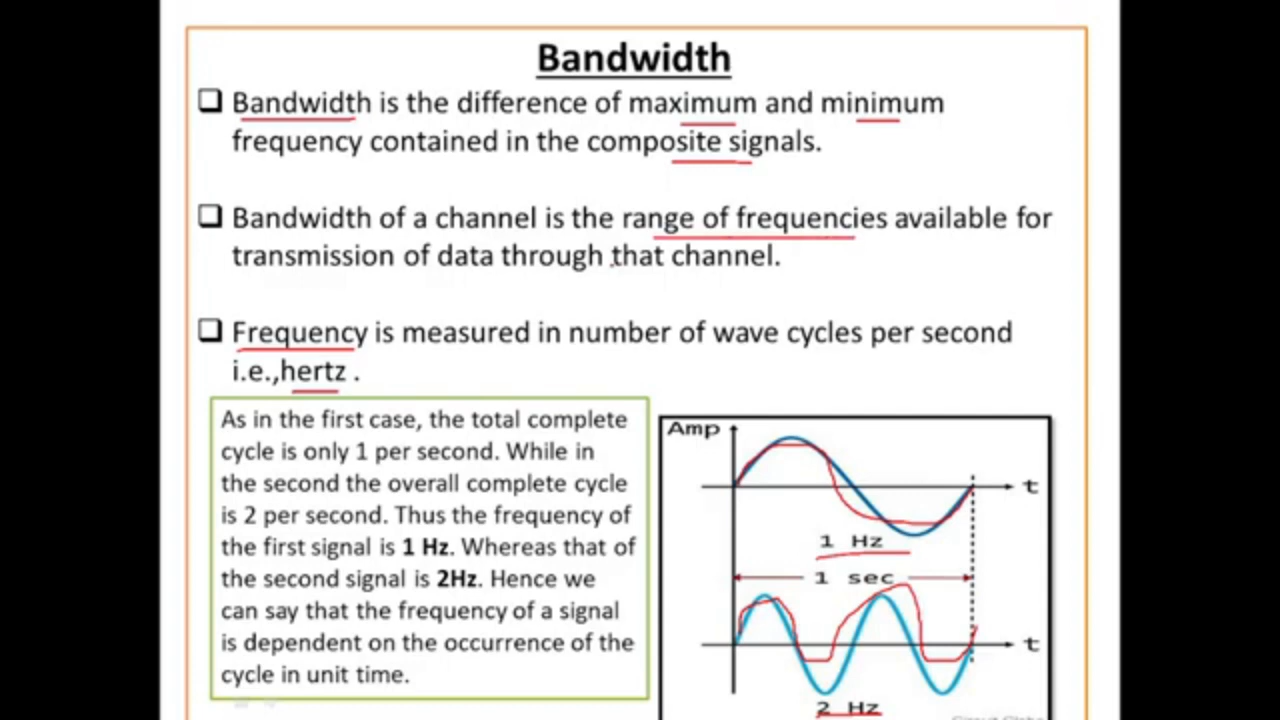 Bandwidth
Bandwidth is the difference of maximum and minimum
frequency contained in the composite signals.
Bandwidth of a channel is the range of frequencies available for
transmission of data through that channel.
Frequency is measured in number of wave cycles per second
i.e.,hertz .
As in the first case, the total complete
cycle is only 1 per second. While in
the second the overall complete cycle
is 2 per second. Thus the frequency of
the first signal is 1 Hz. Whereas that of
the second signal is 2Hz. Hence we
can say that the frequency of a signal
is dependent on the occurrence of the
cycle in unit time.
Amp
t
1 Hz
1 sec
t
2 Hz